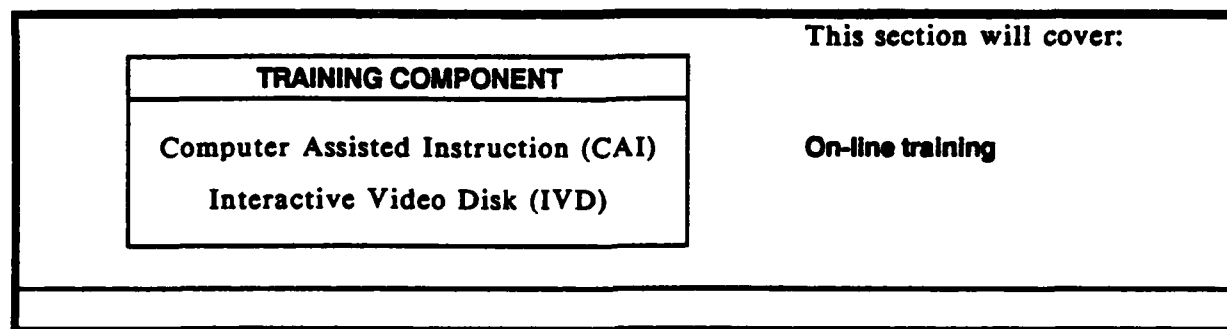 This section will cover:
TRAINING COMPONENT
Computer Assisted Instruction (CAI)
On-line training
Interactive Video Disk (IVD)